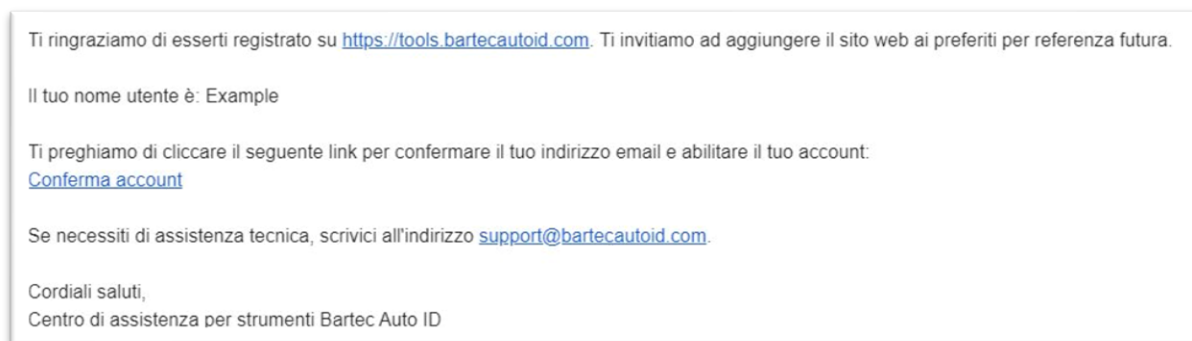 Ti ringraziamo di esserti registrato su https://tools.bartecautoid.com. Ti invitiamo ad aggiungere il sito web ai preferiti per referenza futura.
Il tuo nome utente è: Example
Ti preghiamo di cliccare il seguente link per confermare il tuo indirizzo email e abilitare il tuo account:
Conferma account
Se necessiti di assistenza tecnica, scrivici all'indirizzo support@bartecautoid.com.
Cordiali saluti,
Centro di assistenza per strumenti Bartec Auto ID